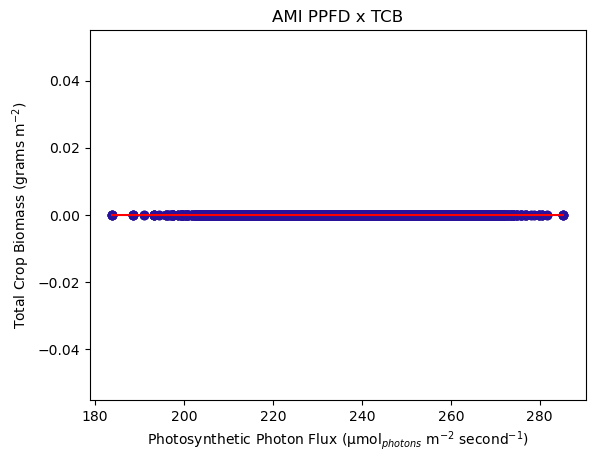 AMI PPFD x TCB
0.04
0.02
0.00
−0.02
−0.04
Total Crop Biomass (grams m⁻²)
180 200 220 240 260 280
Photosynthetic Photon Flux (μmolₚₕₒₜₒₙₛ m⁻² second⁻¹)